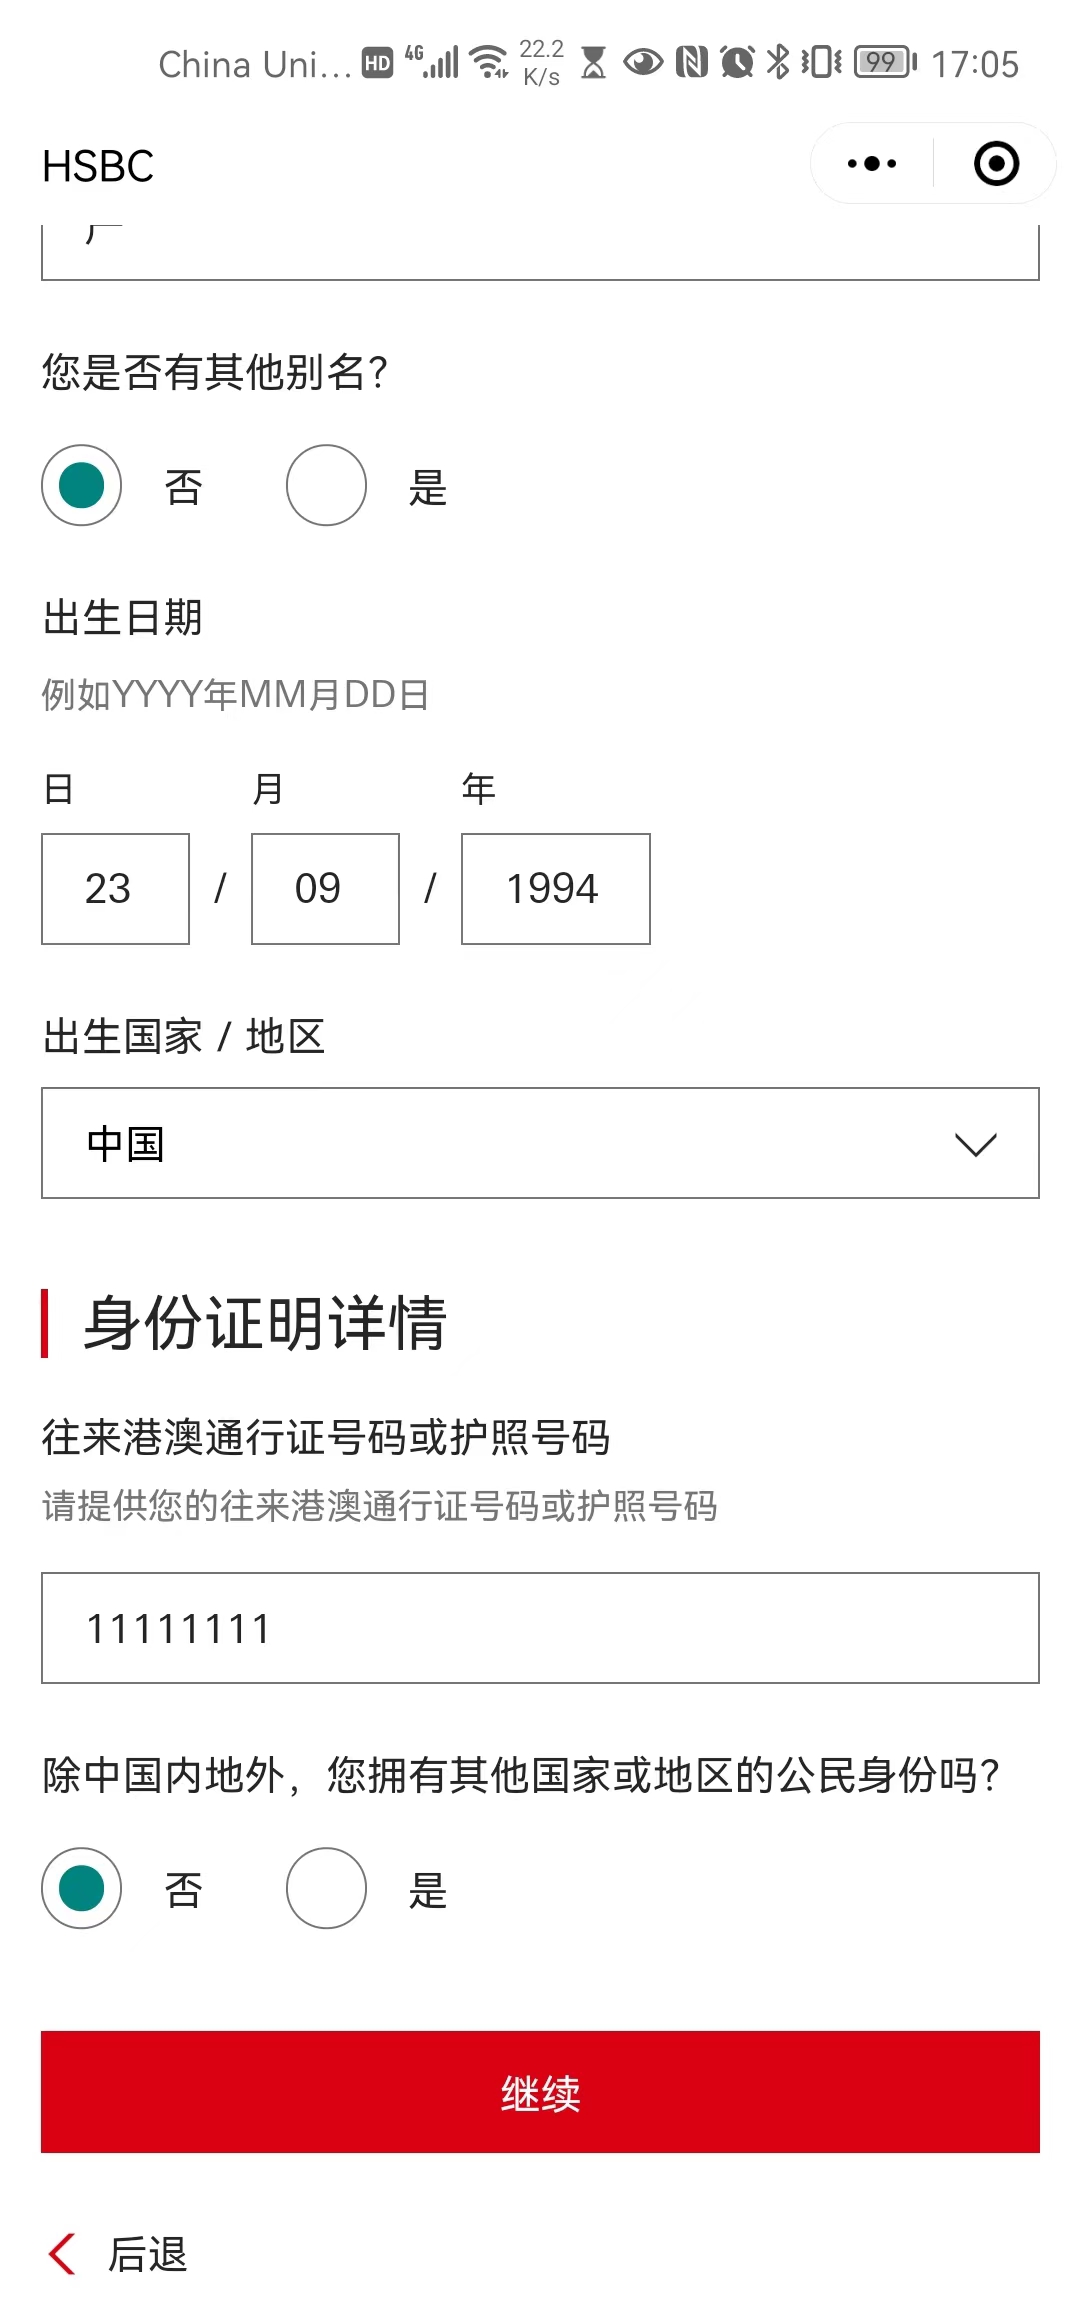 China Uni... HD 4G 22.2 K/s 99 17:05
HSBC
您是否有其他别名?
否 是
出生日期
例如YYYY年MM月DD日
日 月 年
23 / 09 / 1994
出生国家 / 地区
中国
身份证明详情
往来港澳通行证号码或护照号码
请提供您的往来港澳通行证号码或护照号码
11111111
除中国内地外，您拥有其他国家或地区的公民身份吗?
否 是
继续
后退